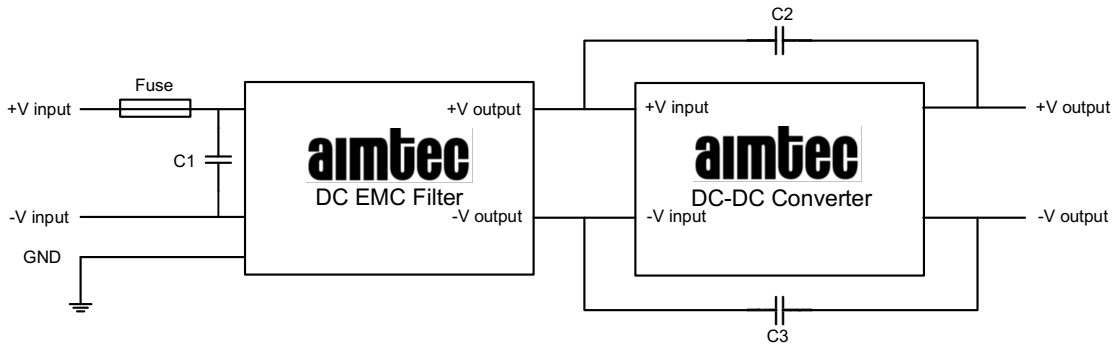 C2
Fuse
+V input
+V output
+V input
+V output
C1
aimtec
DC EMC Filter
aimtec
DC-DC Converter
-V input
-V output
-V input
-V output
GND
C3